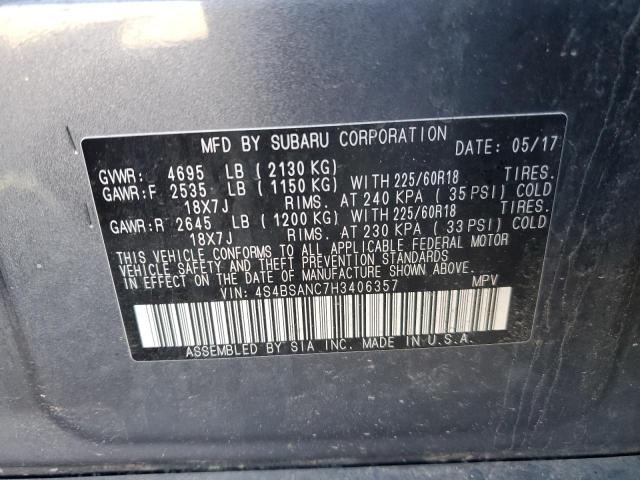 MFD BY SUBARU CORPORATION DATE: 05/17
GVWR: 4695 LB (2130 KG)
GAWR:F 2535 LB (1150 KG) WITH 225/60R18 TIRES.
18X7J RIMS. AT 240 KPA (35 PSI) COLD
GAWR:R 2645 LB (1200 KG) WITH 225/60R18 TIRES.
18X7J RIMS. AT 230 KPA (33 PSI) COLD
THIS VEHICLE CONFORMS TO ALL APPLICABLE FEDERAL MOTOR
VEHICLE SAFETY AND THEFT PREVENTION STANDARDS
IN EFFECT ON THE DATE OF MANUFACTURE SHOWN ABOVE.
VIN: 4S4BSANC7H3406357 MPV
ASSEMBLED BY SIA INC. MADE IN U.S.A.